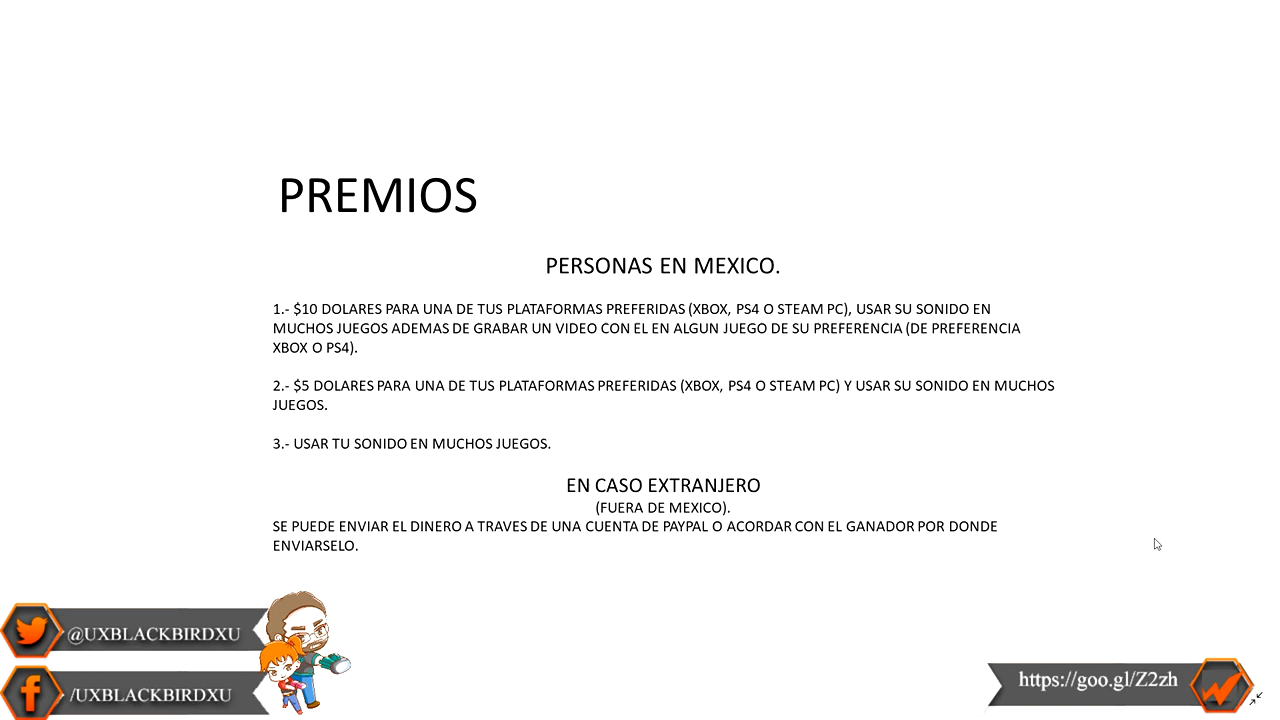 PREMIOS
PERSONAS EN MEXICO.
1.- $10 DOLARES PARA UNA DE TUS PLATAFORMAS PREFERIDAS (XBOX, PS4 O STEAM PC), USAR SU SONIDO EN
MUCHOS JUEGOS ADEMAS DE GRABAR UN VIDEO CON EL EN ALGUN JUEGO DE SU PREFERENCIA (DE PREFERENCIA
XBOX O PS4).
2.- $5 DOLARES PARA UNA DE TUS PLATAFORMAS PREFERIDAS (XBOX, PS4 O STEAM PC) Y USAR SU SONIDO EN MUCHOS
JUEGOS.
3.- USAR TU SONIDO EN MUCHOS JUEGOS.
EN CASO EXTRANJERO
(FUERA DE MEXICO).
SE PUEDE ENVIAR EL DINERO A TRAVES DE UNA CUENTA DE PAYPAL O ACORDAR CON EL GANADOR POR DONDE
ENVIARSELO.
@UXBLACKBIRDXU
/UXBLACKBIRDXU
https://goo.gl/Z2zh